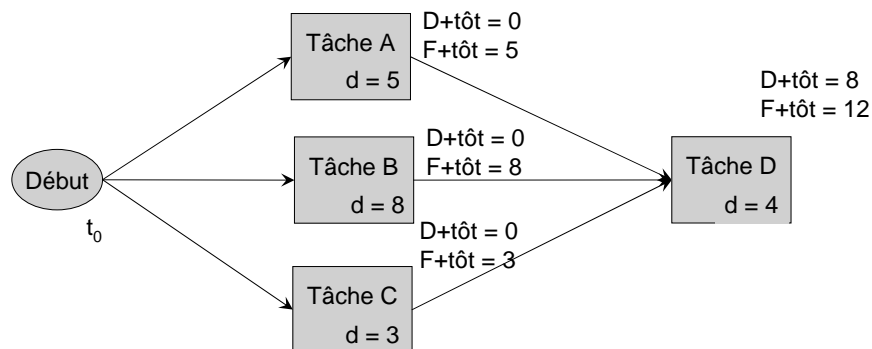 Tâche A
d = 5
D+tôt = 0
F+tôt = 5
D+tôt = 8
F+tôt = 12
Début
t0
Tâche B
d = 8
D+tôt = 0
F+tôt = 8
Tâche D
d = 4
Tâche C
d = 3
D+tôt = 0
F+tôt = 3